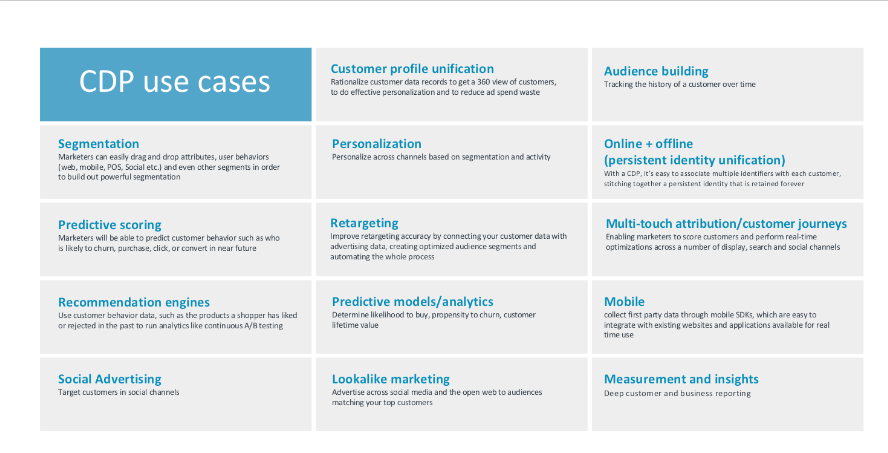 CDP use cases
Customer profile unification
Rationalize customer data records to get a 360 view of customers,
to do effective personalization and to reduce ad spend waste
Audience building
Tracking the history of a customer over time
Segmentation
Marketers can easily drag and drop attributes, user behaviors
(web, mobile, POS, Social etc.) and even other segments in order
to build out powerful segmentation
Personalization
Personalize across channels based on segmentation and activity
Online + offline
(persistent identity unification)
With a CDP, it's easy to associate multiple identifiers with each customer,
stitching together a persistent identity that is retained forever
Predictive scoring
Marketers will be able to predict customer behavior such as who
is likely to churn, purchase, click, or convert in near future
Retargeting
Improve retargeting accuracy by connecting your customer data with
advertising data, creating optimized audience segments and
automating the whole process
Multi-touch attribution/customer journeys
Enabling marketers to score customers and perform real-time
optimizations across a number of display, search and social channels
Recommendation engines
Use customer behavior data, such as the products a shopper has liked
or rejected in the past to run analytics like continuous A/B testing
Predictive models/analytics
Determine likelihood to buy, propensity to churn, customer
lifetime value
Mobile
collect first party data through mobile SDKs, which are easy to
integrate with existing websites and applications available for real
time use
Social Advertising
Target customers in social channels
Lookalike marketing
Advertise across social media and the open web to audiences
matching your top customers
Measurement and insights
Deep customer and business reporting